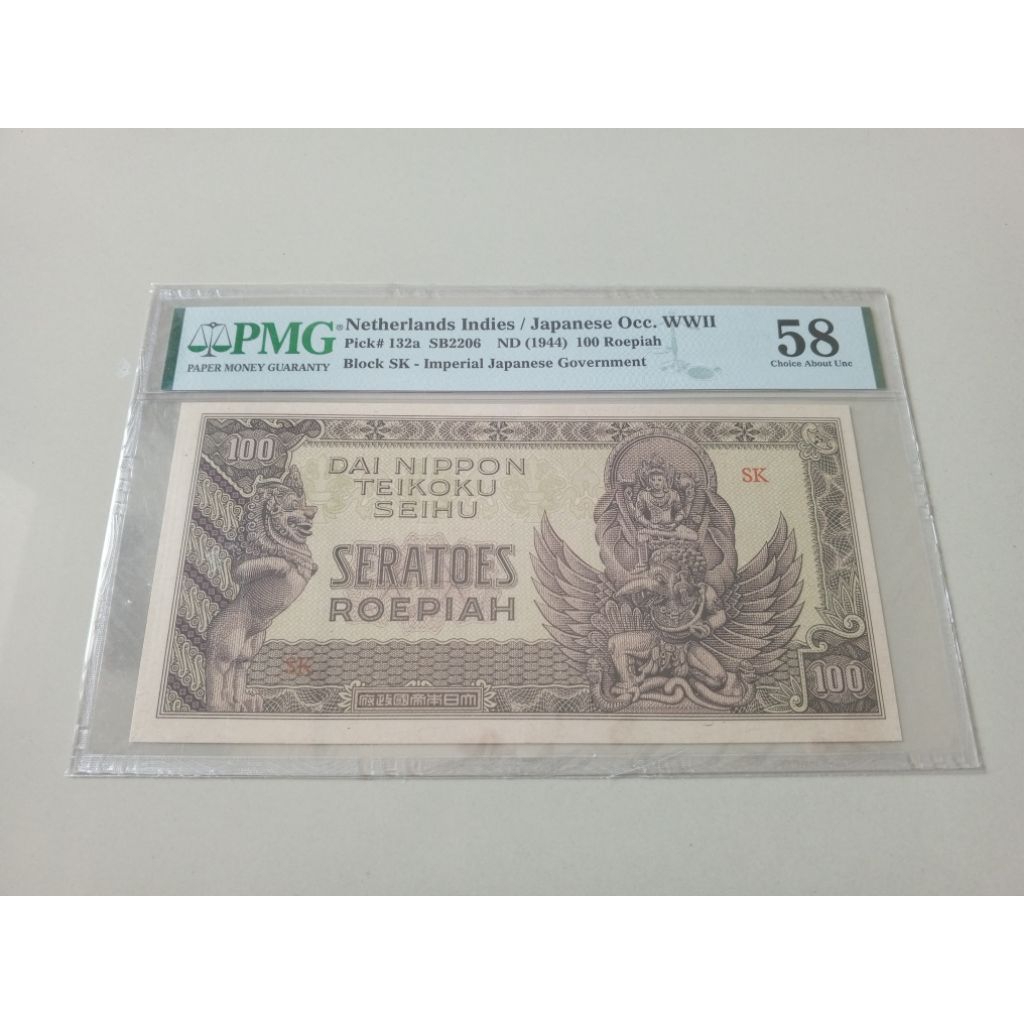 PMG®
PAPER MONEY GUARANTY
Netherlands Indies / Japanese Occ. WWII
Pick# 132a SB2206 ND (1944) 100 Roepiah
Block SK - Imperial Japanese Government
58
Choice About Unc
100
DAI NIPPON
TEIKOKU
SEIHU
SK
SERATOES
ROEPIAH
SK
府政國帝本日大
100